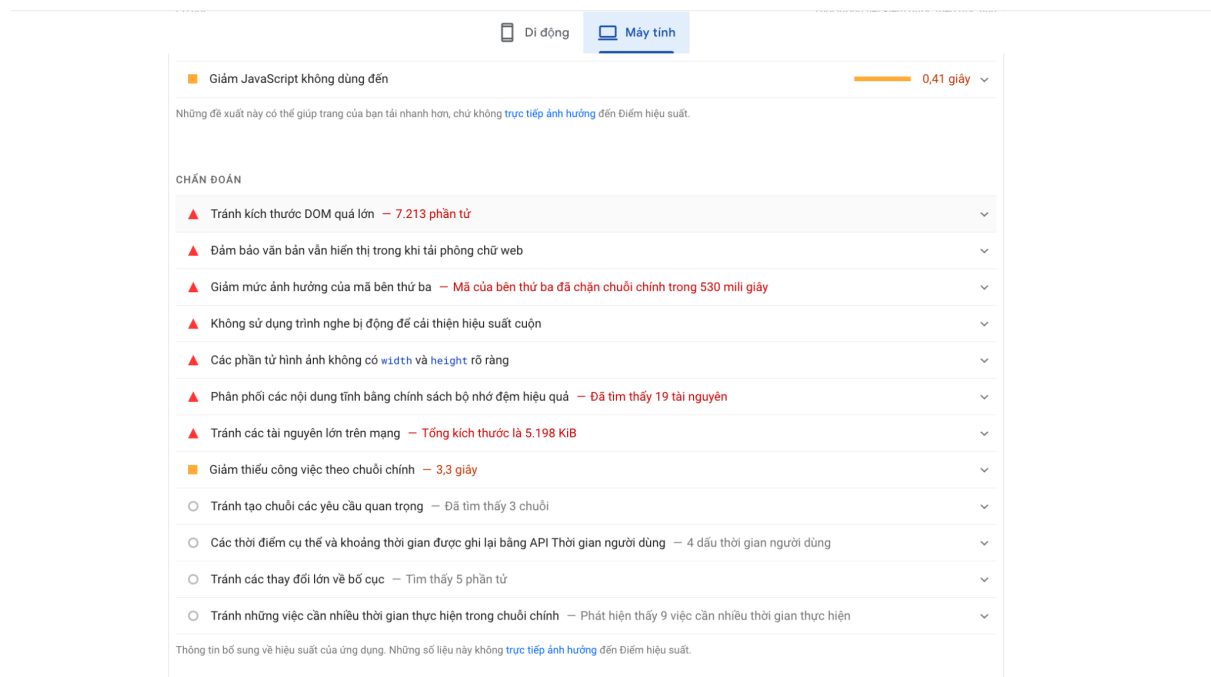 Di động
Máy tính
Giảm JavaScript không dùng đến 0,41 giây
Những đề xuất này có thể giúp trang của bạn tải nhanh hơn, chứ không trực tiếp ảnh hưởng đến Điểm hiệu suất.
CHẨN ĐOÁN
Tránh kích thước DOM quá lớn — 7.213 phần tử
Đảm bảo văn bản vẫn hiển thị trong khi tải phông chữ web
Giảm mức ảnh hưởng của mã bên thứ ba — Mã của bên thứ ba đã chặn chuỗi chính trong 530 mili giây
Không sử dụng trình nghe bị động để cải thiện hiệu suất cuộn
Các phần tử hình ảnh không có width và height rõ ràng
Phân phối các nội dung tĩnh bằng chính sách bộ nhớ đệm hiệu quả — Đã tìm thấy 19 tài nguyên
Tránh các tài nguyên lớn trên mạng — Tổng kích thước là 5.198 KiB
Giảm thiểu công việc theo chuỗi chính — 3,3 giây
Tránh tạo chuỗi các yêu cầu quan trọng — Đã tìm thấy 3 chuỗi
Các thời điểm cụ thể và khoảng thời gian được ghi lại bằng API Thời gian người dùng — 4 dấu thời gian người dùng
Tránh các thay đổi lớn về bố cục — Tìm thấy 5 phần tử
Tránh những việc cần nhiều thời gian thực hiện trong chuỗi chính — Phát hiện thấy 9 việc cần nhiều thời gian thực hiện
Thông tin bổ sung về hiệu suất của ứng dụng. Những số liệu này không trực tiếp ảnh hưởng đến Điểm hiệu suất.